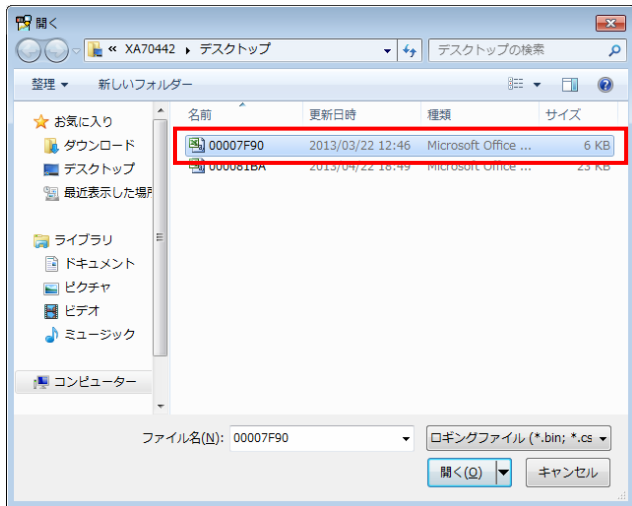 開く
« XA70442 ▸ デスクトップ
デスクトップの検索
整理 ▼ 新しいフォルダー
名前 更新日時 種類 サイズ
お気に入り
ダウンロード
デスクトップ
最近表示した場所
ライブラリ
ドキュメント
ピクチャ
ビデオ
ミュージック
コンピューター
00007F90 2013/03/22 12:46 Microsoft Office ... 6 KB
000081BA 2013/04/22 18:49 Microsoft Office ... 23 KB
ファイル名(N): 00007F90
ロギングファイル (*.bin; *.cs
開く(O) キャンセル